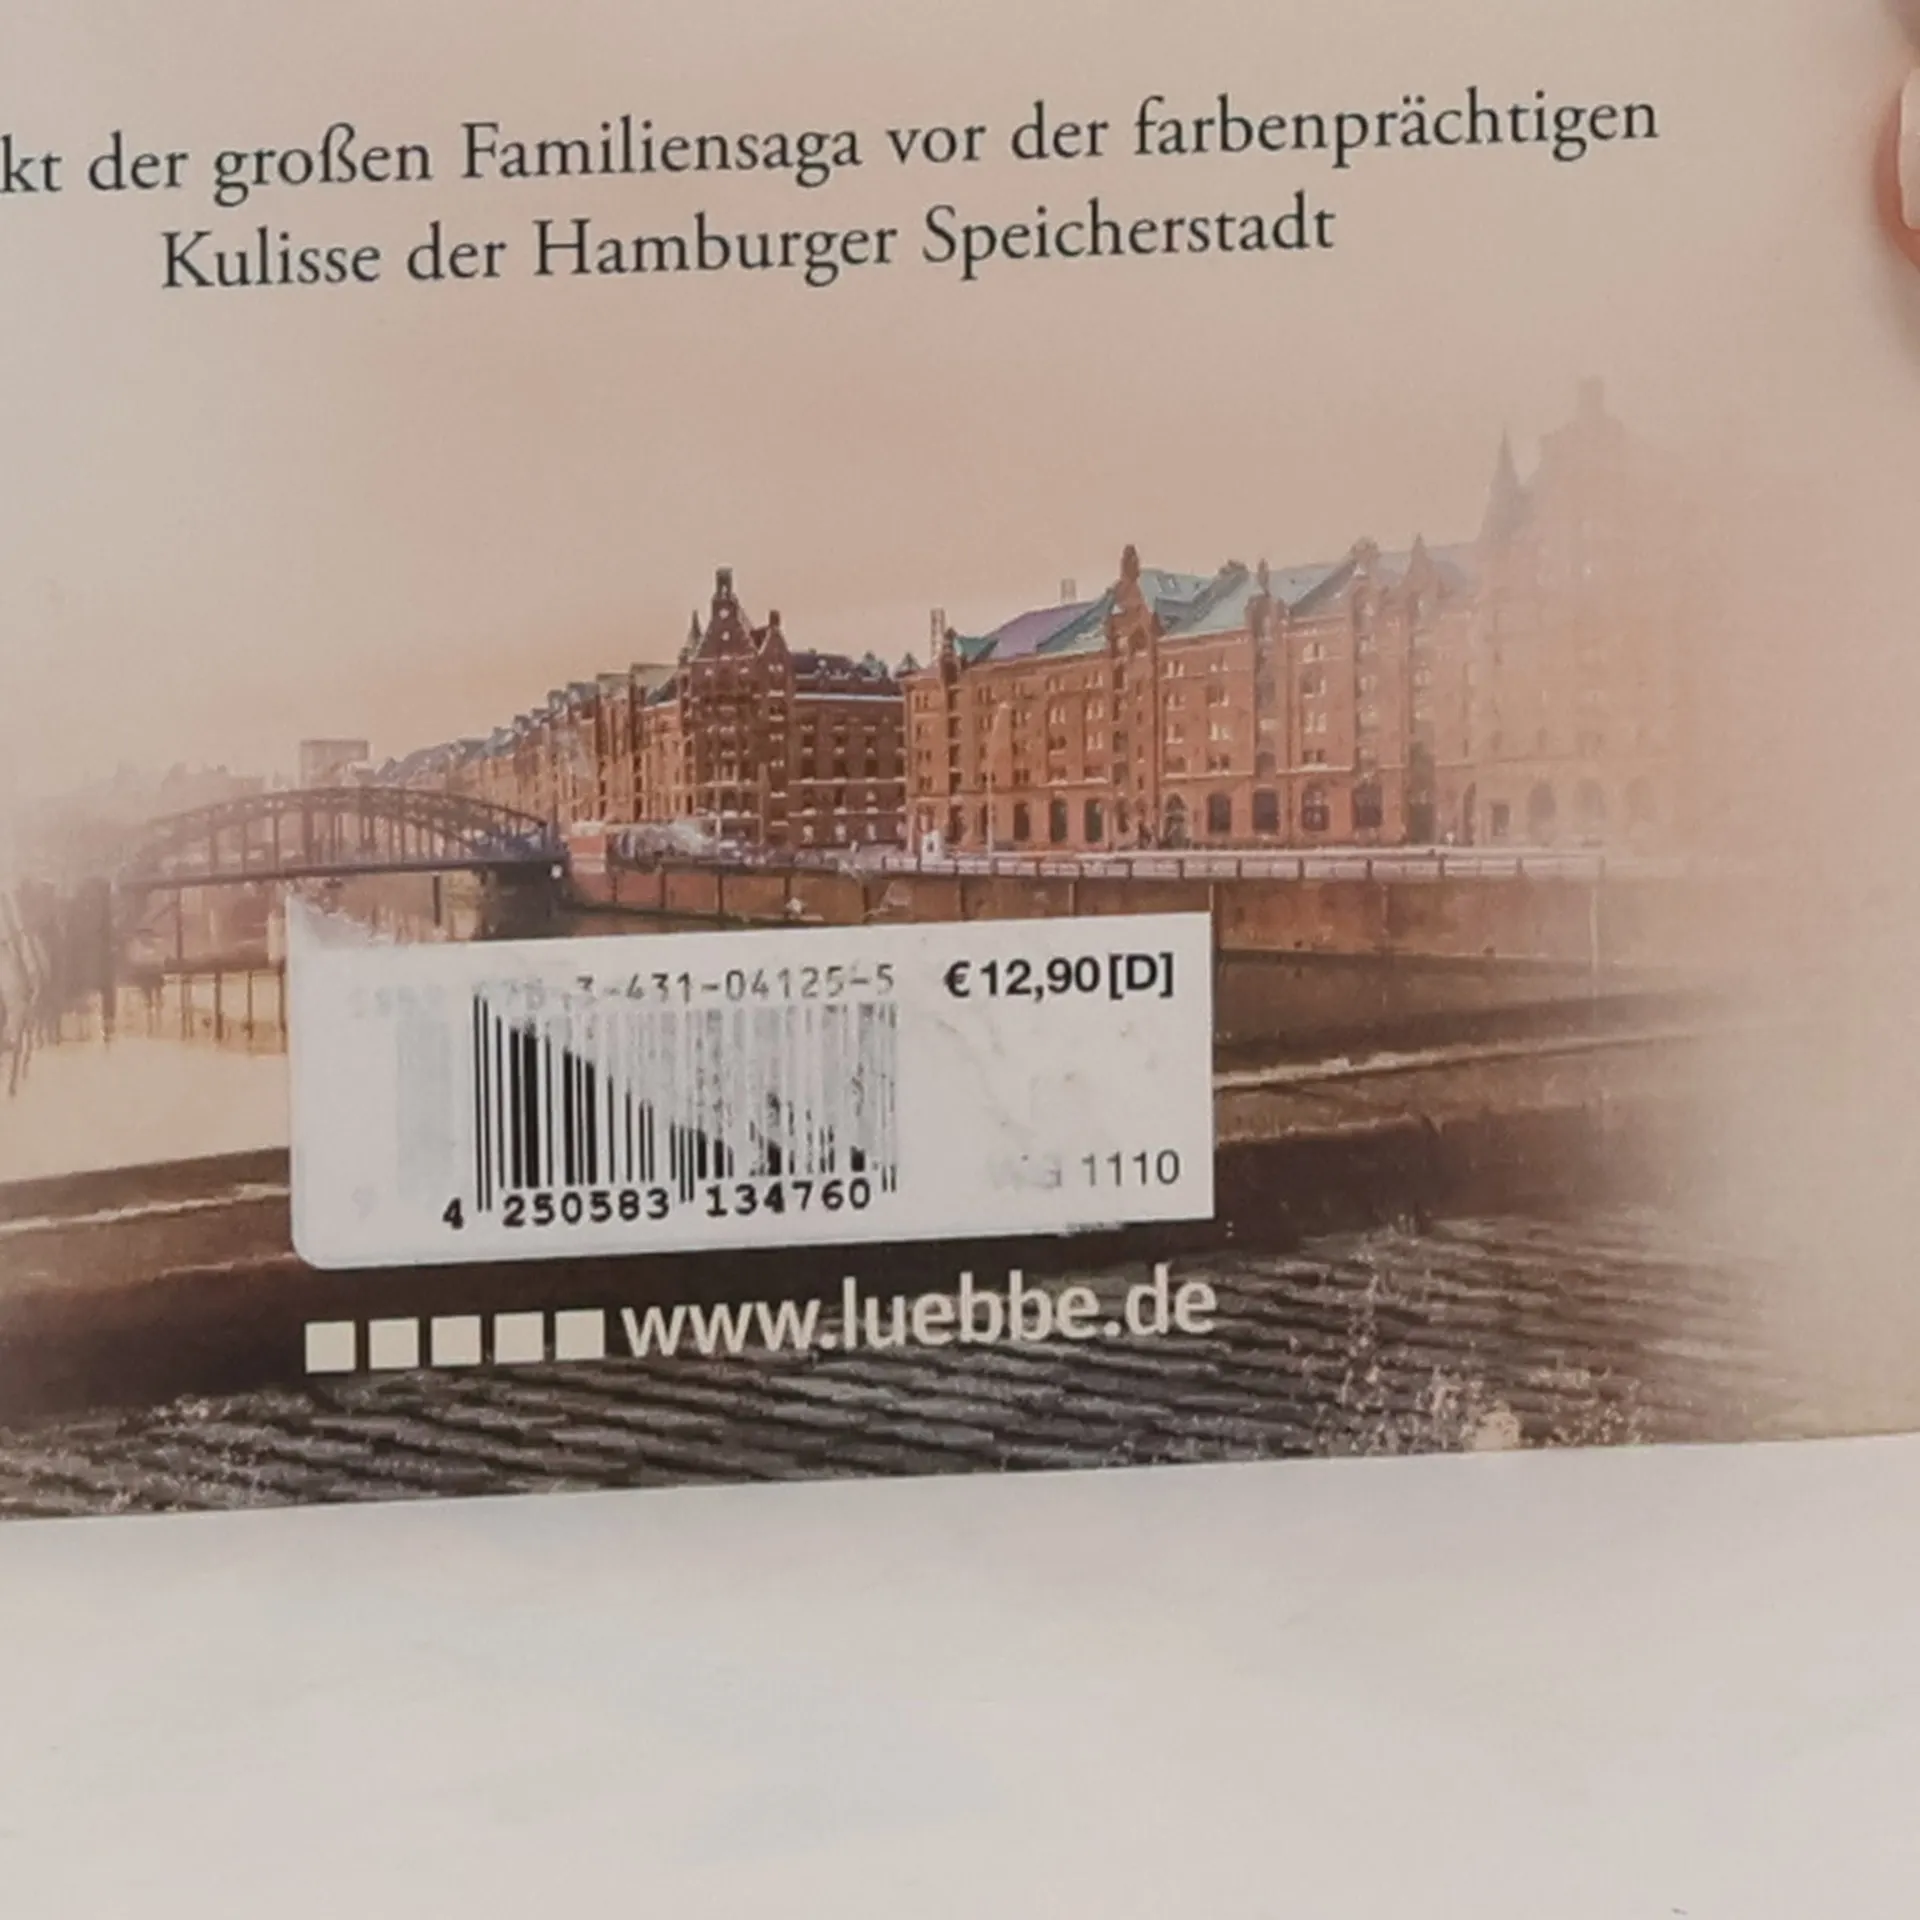 kt der großen Familiensaga vor der farbenprächtigen
Kulisse der Hamburger Speicherstadt
3-431-04125-5 € 12,90 [D]
1110
4 250583 134760
www.luebbe.de